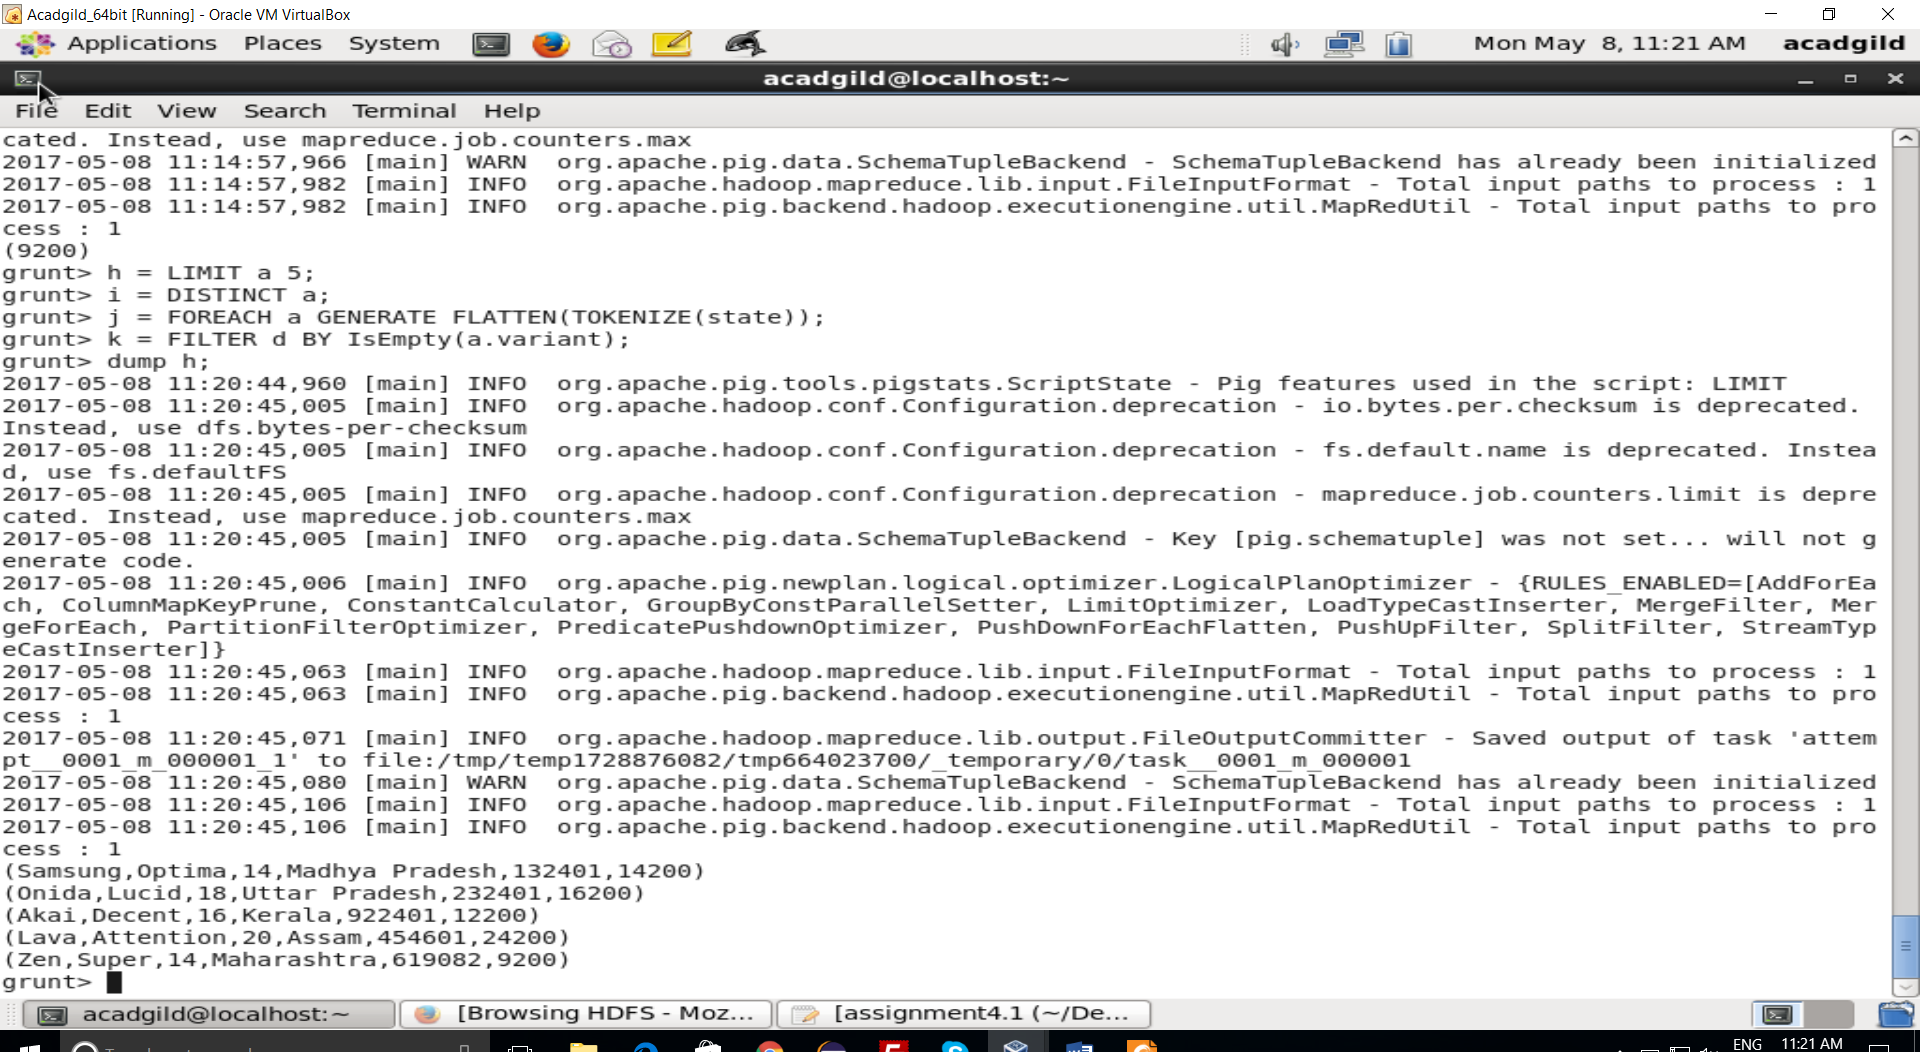 Acadgild_64bit [Running] - Oracle VM VirtualBox
Applications Places System Mon May 8, 11:21 AM acadgild
acadgild@localhost:~
File Edit View Search Terminal Help
cated. Instead, use mapreduce.job.counters.max
2017-05-08 11:14:57,966 [main] WARN  org.apache.pig.data.SchemaTupleBackend - SchemaTupleBackend has already been initialized
2017-05-08 11:14:57,982 [main] INFO  org.apache.hadoop.mapreduce.lib.input.FileInputFormat - Total input paths to process : 1
2017-05-08 11:14:57,982 [main] INFO  org.apache.pig.backend.hadoop.executionengine.util.MapRedUtil - Total input paths to pro
cess : 1
(9200)
grunt> h = LIMIT a 5;
grunt> i = DISTINCT a;
grunt> j = FOREACH a GENERATE FLATTEN(TOKENIZE(state));
grunt> k = FILTER d BY IsEmpty(a.variant);
grunt> dump h;
2017-05-08 11:20:44,960 [main] INFO  org.apache.pig.tools.pigstats.ScriptState - Pig features used in the script: LIMIT
2017-05-08 11:20:45,005 [main] INFO  org.apache.hadoop.conf.Configuration.deprecation - io.bytes.per.checksum is deprecated.
Instead, use dfs.bytes-per-checksum
2017-05-08 11:20:45,005 [main] INFO  org.apache.hadoop.conf.Configuration.deprecation - fs.default.name is deprecated. Instea
d, use fs.defaultFS
2017-05-08 11:20:45,005 [main] INFO  org.apache.hadoop.conf.Configuration.deprecation - mapreduce.job.counters.limit is depre
cated. Instead, use mapreduce.job.counters.max
2017-05-08 11:20:45,005 [main] INFO  org.apache.pig.data.SchemaTupleBackend - Key [pig.schematuple] was not set... will not g
enerate code.
2017-05-08 11:20:45,006 [main] INFO  org.apache.pig.newplan.logical.optimizer.LogicalPlanOptimizer - {RULES_ENABLED=[AddForEa
ch, ColumnMapKeyPrune, ConstantCalculator, GroupByConstParallelSetter, LimitOptimizer, LoadTypeCastInserter, MergeFilter, Mer
geForEach, PartitionFilterOptimizer, PredicatePushdownOptimizer, PushDownForEachFlatten, PushUpFilter, SplitFilter, StreamTyp
eCastInserter]}
2017-05-08 11:20:45,063 [main] INFO  org.apache.hadoop.mapreduce.lib.input.FileInputFormat - Total input paths to process : 1
2017-05-08 11:20:45,063 [main] INFO  org.apache.pig.backend.hadoop.executionengine.util.MapRedUtil - Total input paths to pro
cess : 1
2017-05-08 11:20:45,071 [main] INFO  org.apache.hadoop.mapreduce.lib.output.FileOutputCommitter - Saved output of task 'attem
pt__0001_m_000001_1' to file:/tmp/temp1728876082/tmp664023700/_temporary/0/task__0001_m_000001
2017-05-08 11:20:45,080 [main] WARN  org.apache.pig.data.SchemaTupleBackend - SchemaTupleBackend has already been initialized
2017-05-08 11:20:45,106 [main] INFO  org.apache.hadoop.mapreduce.lib.input.FileInputFormat - Total input paths to process : 1
2017-05-08 11:20:45,106 [main] INFO  org.apache.pig.backend.hadoop.executionengine.util.MapRedUtil - Total input paths to pro
cess : 1
(Samsung,Optima,14,Madhya Pradesh,132401,14200)
(Onida,Lucid,18,Uttar Pradesh,232401,16200)
(Akai,Decent,16,Kerala,922401,12200)
(Lava,Attention,20,Assam,454601,24200)
(Zen,Super,14,Maharashtra,619082,9200)
grunt>
acadgild@localhost:~ [Browsing HDFS - Moz... [assignment4.1 (~/De...
ENG 11:21 AM